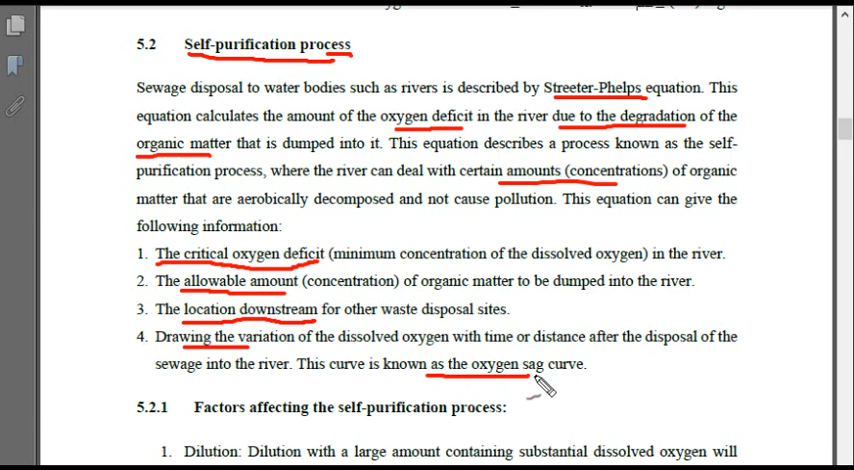 5.2 Self-purification process
Sewage disposal to water bodies such as rivers is described by Streeter-Phelps equation. This
equation calculates the amount of the oxygen deficit in the river due to the degradation of the
organic matter that is dumped into it. This equation describes a process known as the self-
purification process, where the river can deal with certain amounts (concentrations) of organic
matter that are aerobically decomposed and not cause pollution. This equation can give the
following information:
1. The critical oxygen deficit (minimum concentration of the dissolved oxygen) in the river.
2. The allowable amount (concentration) of organic matter to be dumped into the river.
3. The location downstream for other waste disposal sites.
4. Drawing the variation of the dissolved oxygen with time or distance after the disposal of the
sewage into the river. This curve is known as the oxygen sag curve.
5.2.1 Factors affecting the self-purification process:
1. Dilution: Dilution with a large amount containing substantial dissolved oxygen will